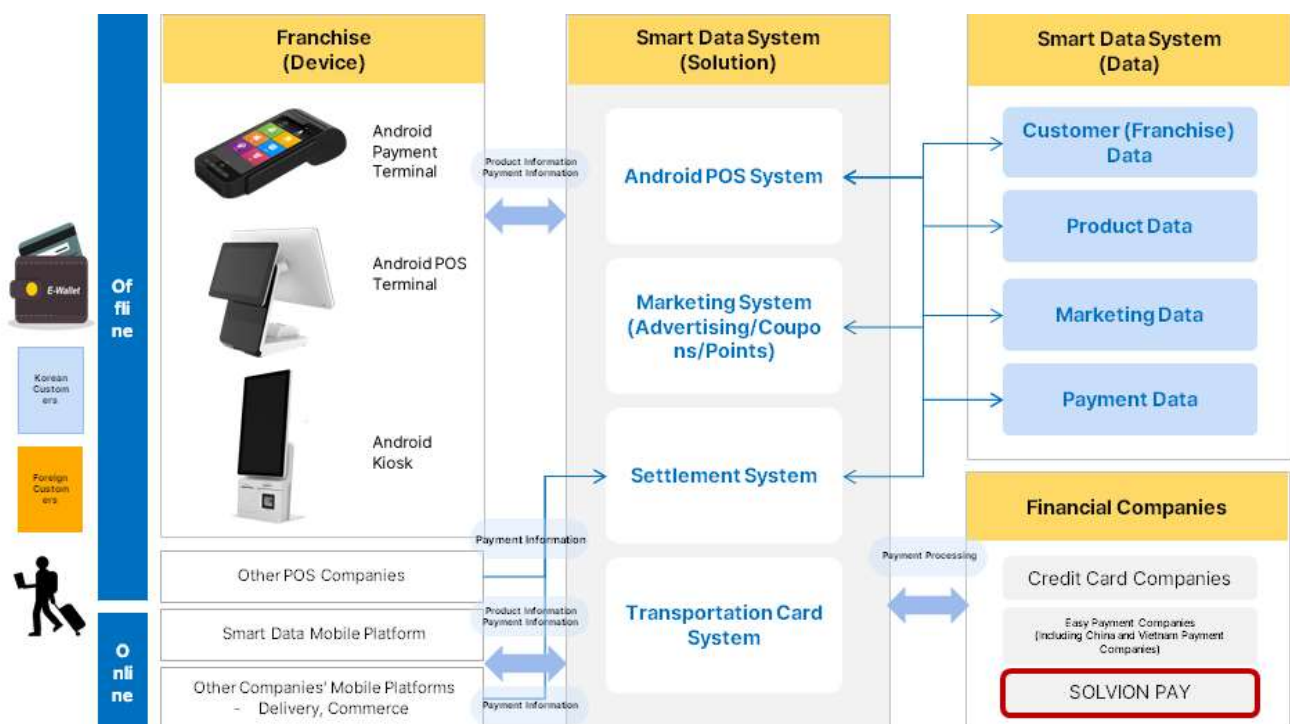 Franchise
(Device)
Smart Data System
(Solution)
Smart Data System
(Data)
Android
Payment
Terminal
Product Information
Payment Information
Android POS System
Customer (Franchise)
Data
Product Data
E-Wallet
Of
fli
ne
Android POS
Terminal
Marketing System
(Advertising/Coupo
ns/Points)
Marketing Data
Korean
Custom
ers
Payment Data
Android
Kiosk
Settlement System
Foreign
Custom
ers
Financial Companies
Payment Information
Payment Processing
Other POS Companies
Credit Card Companies
Product Information
Payment Information
Transportation Card
System
Smart Data Mobile Platform
Easy Payment Companies
(Including China and Vietnam Payment
Companies)
O
nli
ne
Other Companies' Mobile Platforms
- Delivery, Commerce
Payment Information
SOLVION PAY